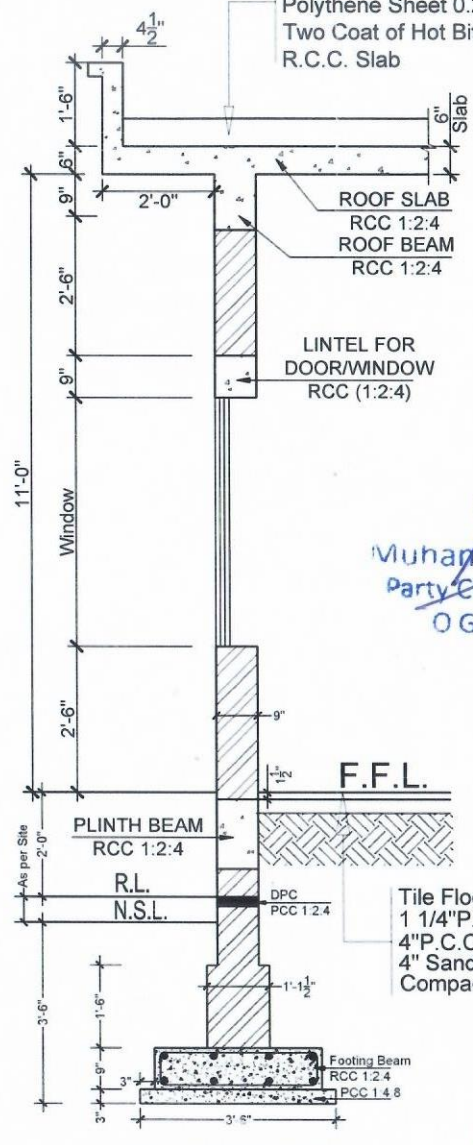 Polythene Sheet
Two Coat of Hot
R.C.C. Slab
4½"
1'-6"
6"
6"
Slab
9"
2'-0"
ROOF SLAB
RCC 1:2:4
ROOF BEAM
RCC 1:2:4
2'-6"
LINTEL FOR
DOOR/WINDOW
RCC (1:2:4)
9"
11'-0"
Window
Party
2'-6"
9"
1½"
F.F.L.
PLINTH BEAM
RCC 1:2:4
As per Site
2'-0"
R.L.
N.S.L.
DPC
PCC 1:2:4
Tile
1 1/4"P.
4"P.C.C
4" Sand
3'-6"
1'-6"
1'-1½"
Footing Beam
RCC 1:2:4
PCC 1:4:8
9"
3"
3"
3'-6"